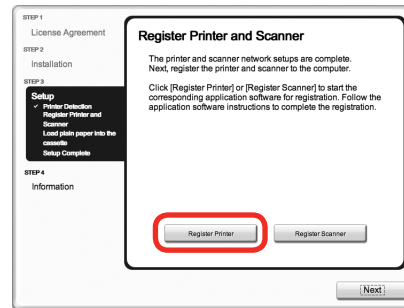 STEP 1
License Agreement
STEP 2
Installation
STEP 3
Setup
✓ Printer Detection
Register Printer and
Scanner
Load plain paper into the
cassette
Setup Complete
STEP 4
Information
Register Printer and Scanner
The printer and scanner network setups are complete.
Next, register the printer and scanner to the computer.
Click [Register Printer] or [Register Scanner] to start the
corresponding application software for registration. Follow the
application software instructions to complete the registration.
Register Printer
Register Scanner
Next